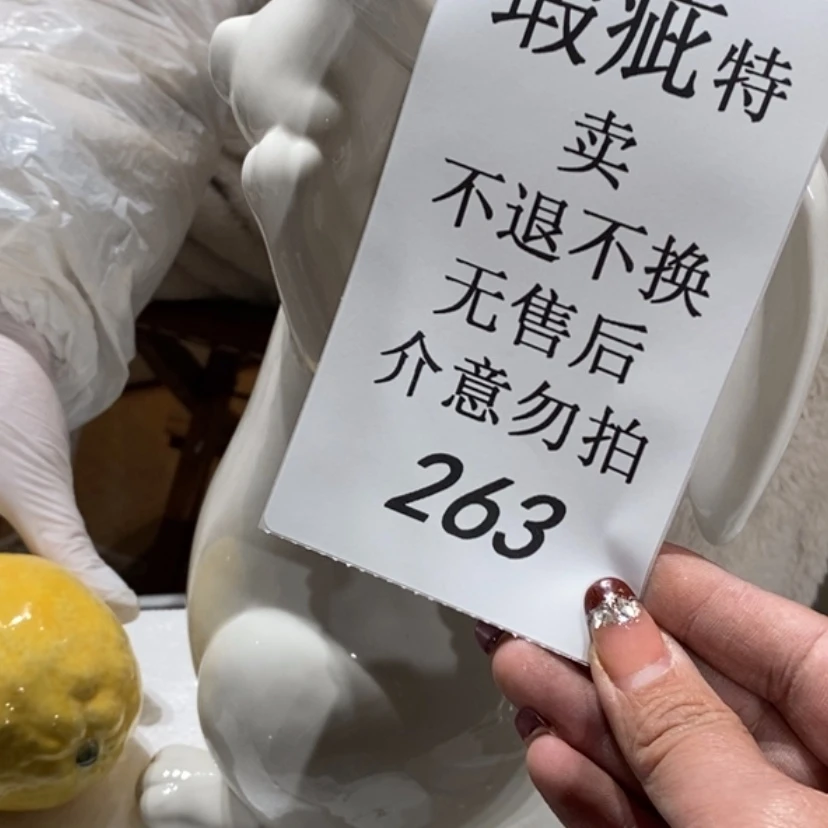 瑕疵特
卖
不退不换
无售后
介意勿拍
263